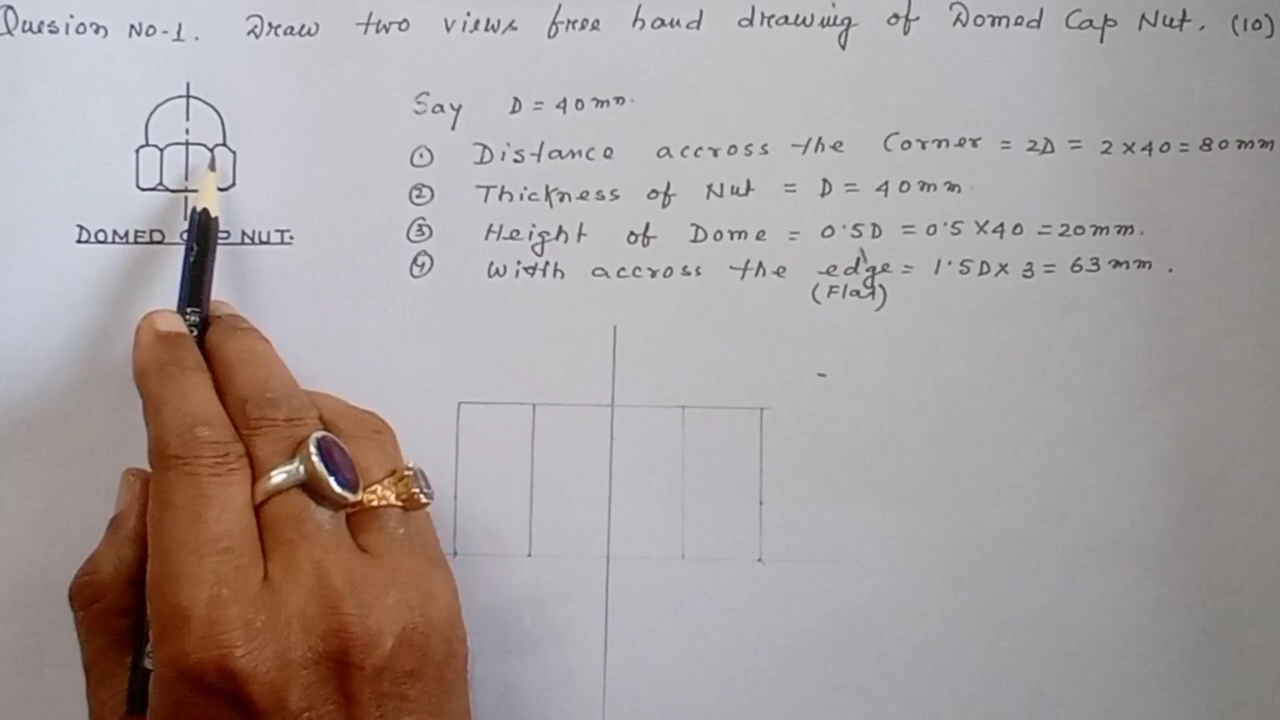 Quesion No-1. Draw two views free hand drawing of Domed Cap Nut. (10)
Say D = 40mm.
① Distance accross the Corner = 2D = 2×40 = 80mm
② Thickness of Nut = D = 40mm.
③ Height of Dome = 0.5D = 0.5×40 = 20mm.
④ Width accross the edge = 1.5D×3 = 63mm.
(Flat)
DOMED C P NUT.